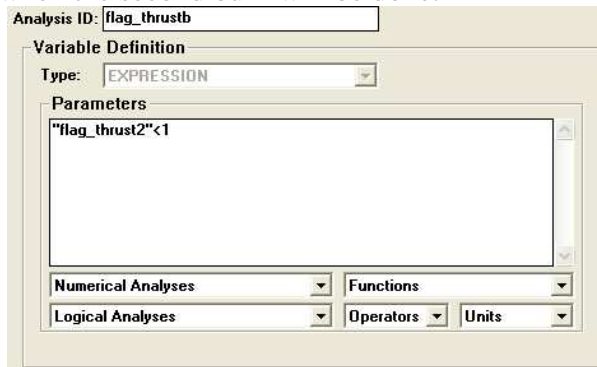 Analysis ID: flag_thrustb
Variable Definition
Type: EXPRESSION
Parameters
"flag_thrust2"<1
Numerical Analyses Functions
Logical Analyses Operators Units